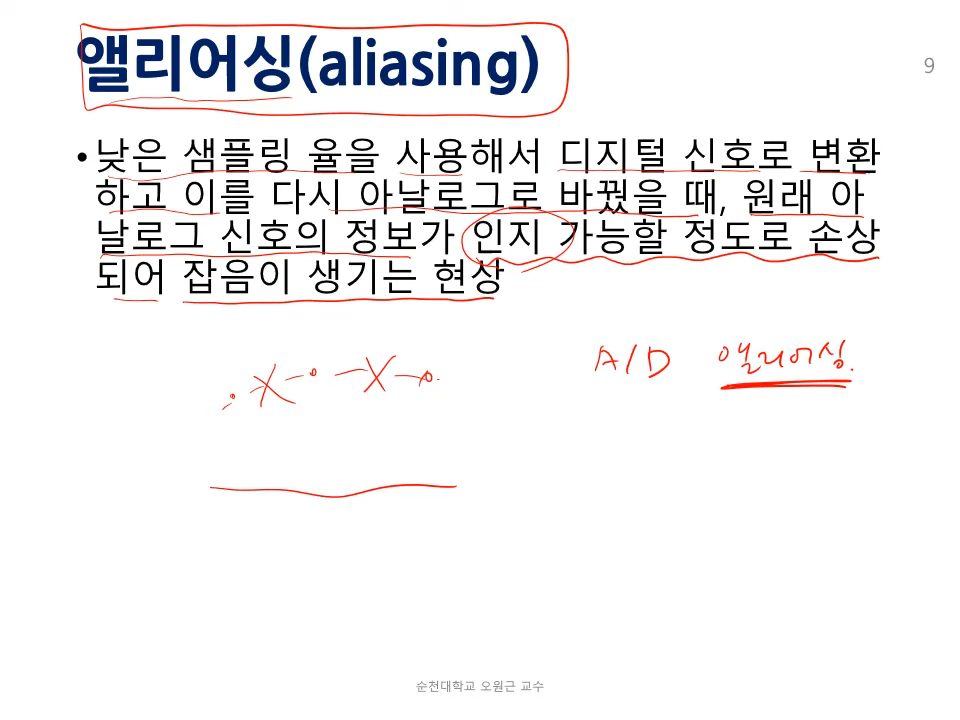 앨리어싱(aliasing)
9
•낮은 샘플링 율을 사용해서 디지털 신호로 변환
하고 이를 다시 아날로그로 바꿨을 때, 원래 아
날로그 신호의 정보가 인지 가능할 정도로 손상
되어 잡음이 생기는 현상
A/D 앨리어싱.
순천대학교 오원근 교수